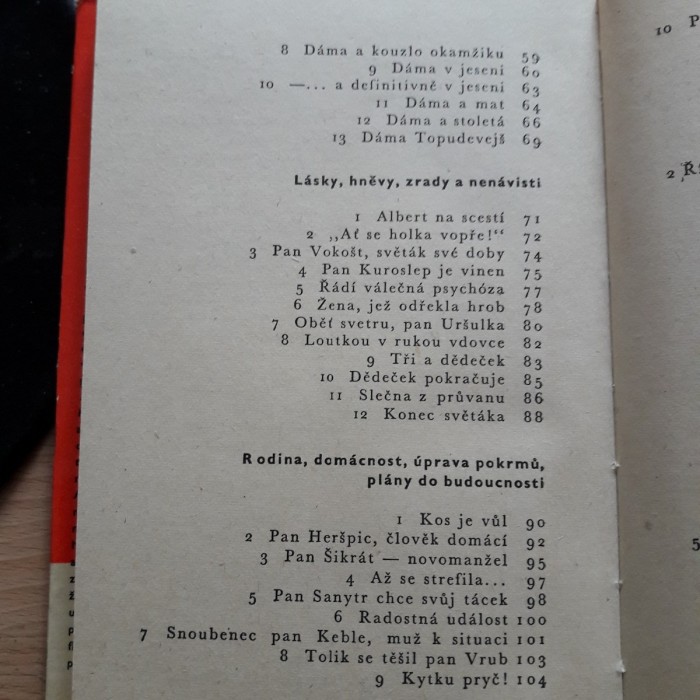 8 Dáma a kouzlo okamžiku 59
9 Dáma v jeseni 60
10 —... a definitivně v jeseni 63
11 Dáma a mat 64
12 Dáma a stoletá 66
13 Dáma Topudevejš 69
Lásky, hněvy, zrady a nenávisti
1 Albert na scestí 71
2 „Ať se holka vopře!“ 72
3 Pan Vokošt, světák své doby 74
4 Pan Kuroslep je vinen 75
5 Řádí válečná psychóza 77
6 Žena, jež odřekla hrob 78
7 Oběť svetru, pan Uršulka 80
8 Loutkou v rukou vdovce 82
9 Tři a dědeček 83
10 Dědeček pokračuje 85
11 Slečna z průvanu 86
12 Konec světáka 88
Rodina, domácnost, úprava pokrmů,
plány do budoucnosti
1 Kos je vůl 90
2 Pan Heršpic, člověk domácí 92
3 Pan Šikrát — novomanžel 95
4 Až se strefila... 97
5 Pan Sanytr chce svůj tácek 98
6 Radostná událost 100
7 Snoubenec pan Keble, muž k situaci 101
8 Tolik se těšil pan Vrub 103
9 Kytku pryč! 104
10 P
2 Ř
5